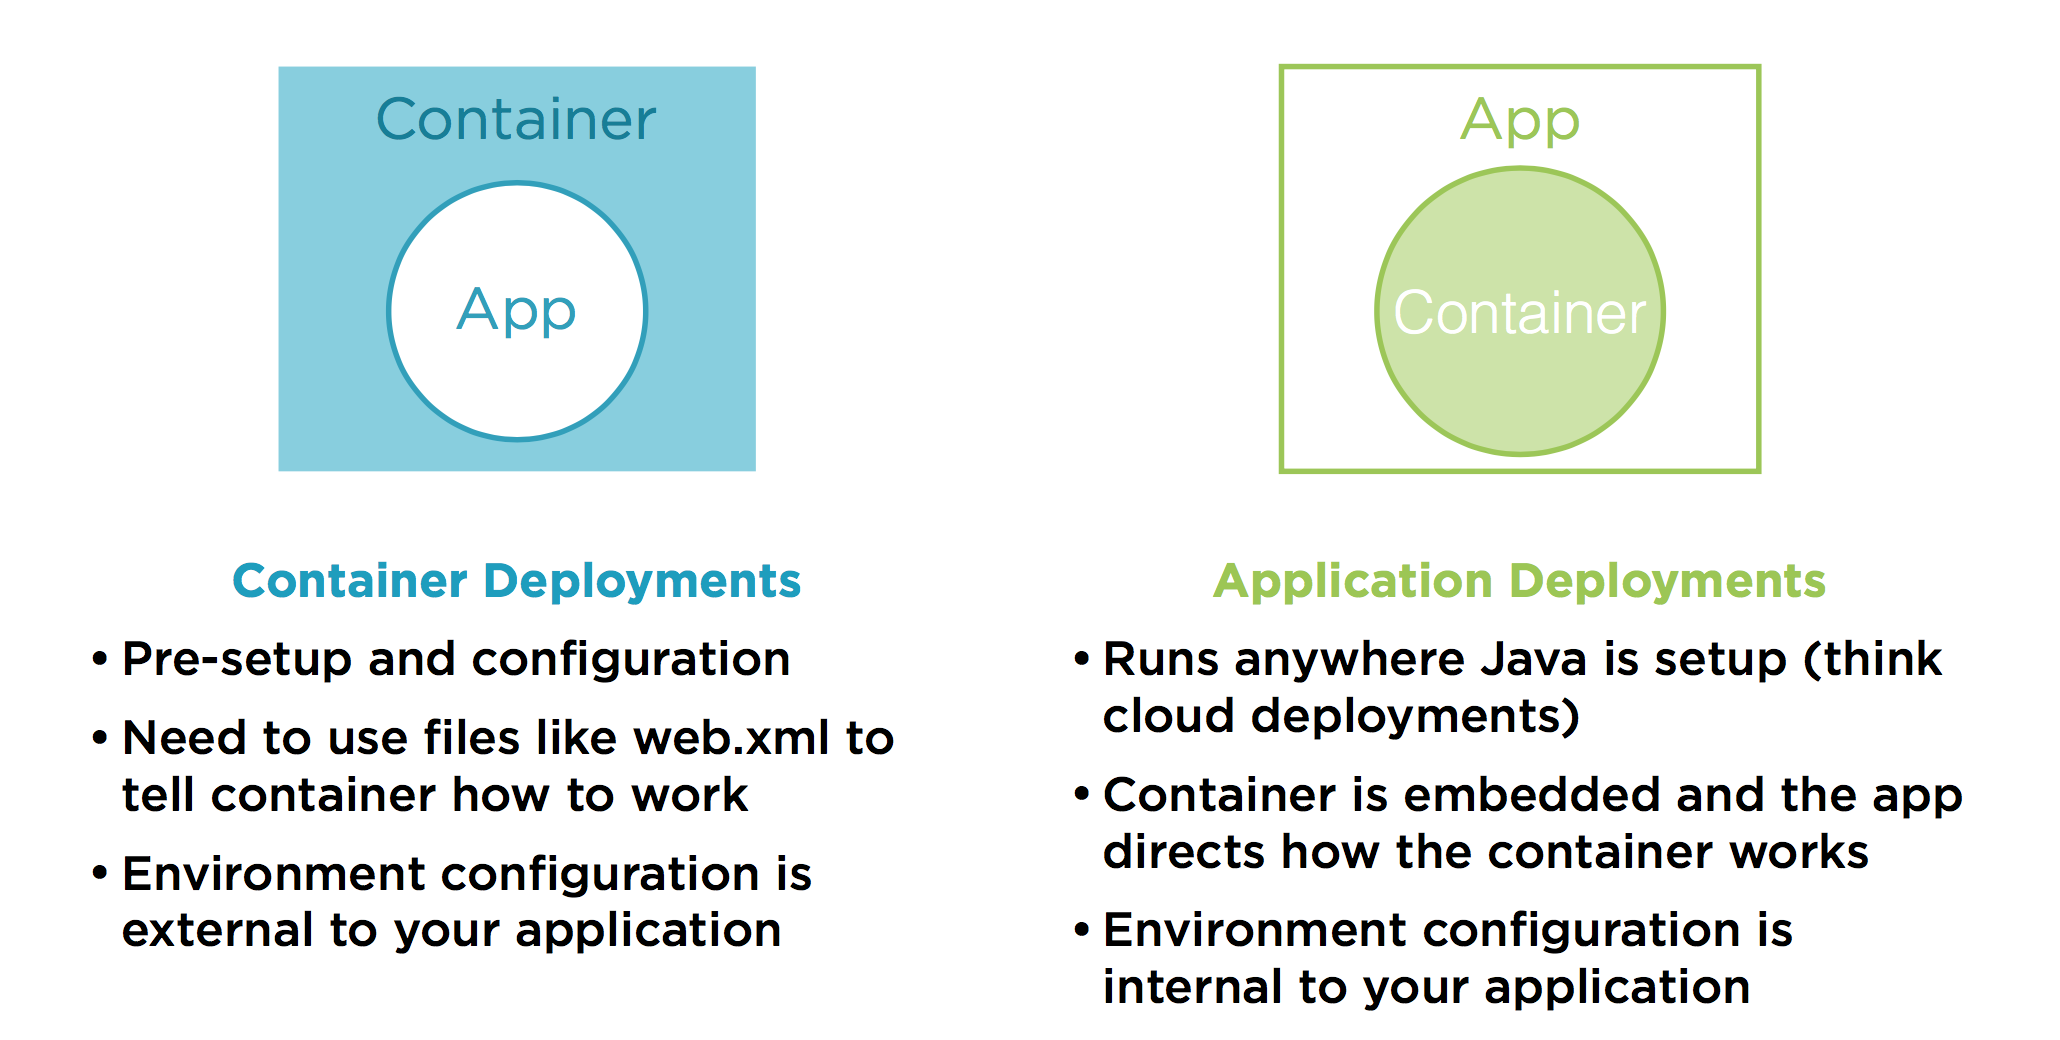 Container
App
Container Deployments
• Pre-setup and configuration
• Need to use files like web.xml to
tell container how to work
• Environment configuration is
external to your application
App
Container
Application Deployments
• Runs anywhere Java is setup (think
cloud deployments)
• Container is embedded and the app
directs how the container works
• Environment configuration is
internal to your application